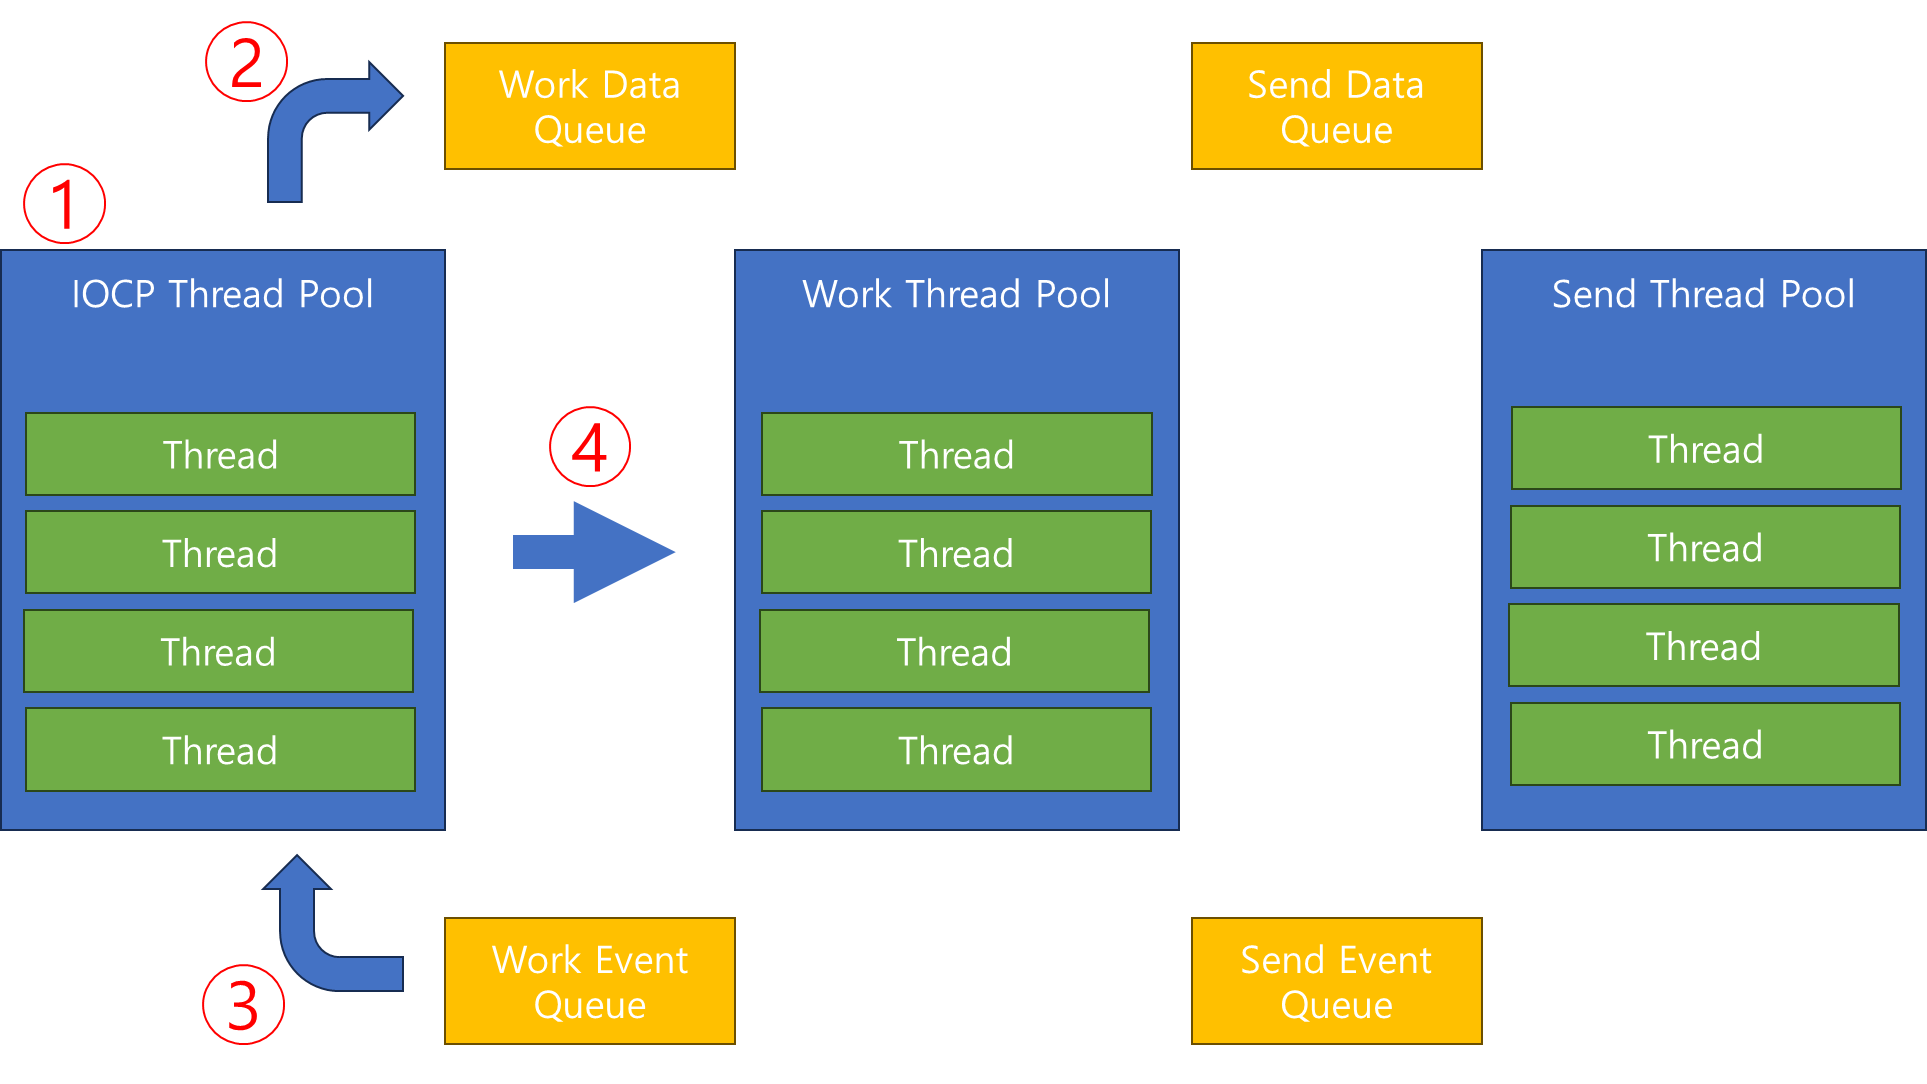 ②
Work Data
Queue
Send Data
Queue
①
IOCP Thread Pool
Thread
Thread
Thread
Thread
④
Work Thread Pool
Thread
Thread
Thread
Thread
Send Thread Pool
Thread
Thread
Thread
Thread
③
Work Event
Queue
Send Event
Queue